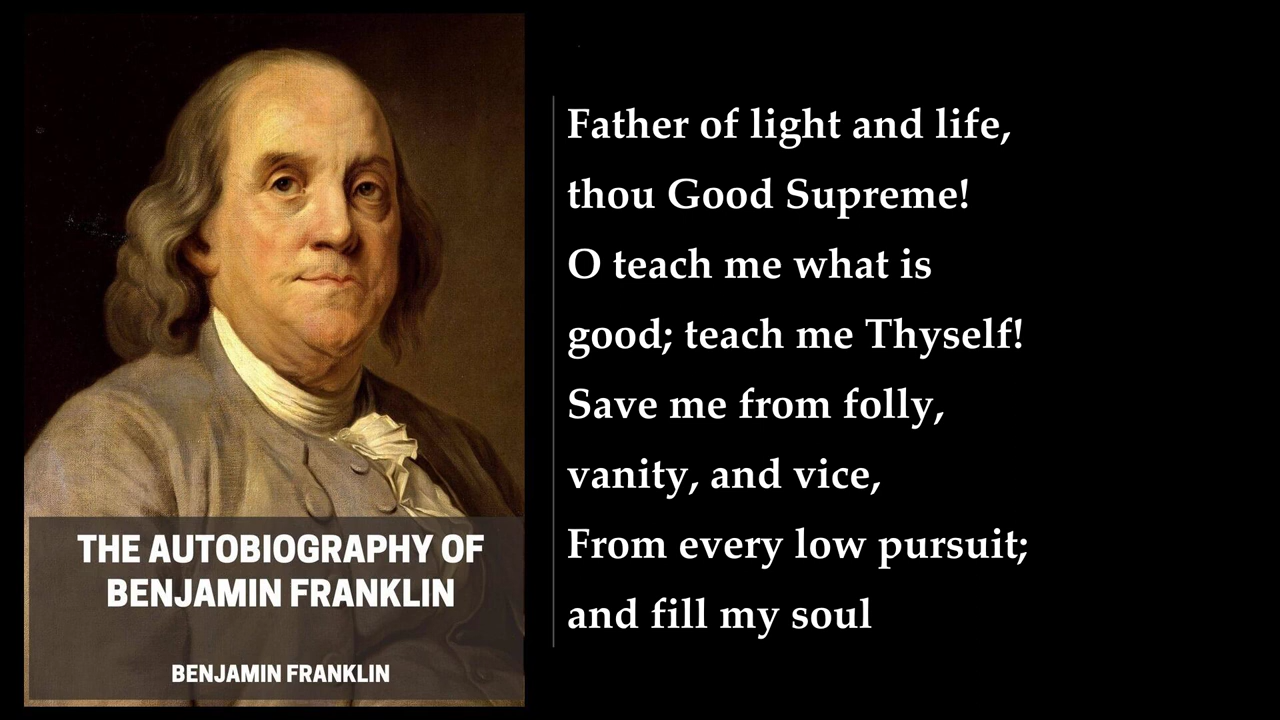 THE AUTOBIOGRAPHY OF
BENJAMIN FRANKLIN
BENJAMIN FRANKLIN
Father of light and life,
thou Good Supreme!
O teach me what is
good; teach me Thyself!
Save me from folly,
vanity, and vice,
From every low pursuit;
and fill my soul